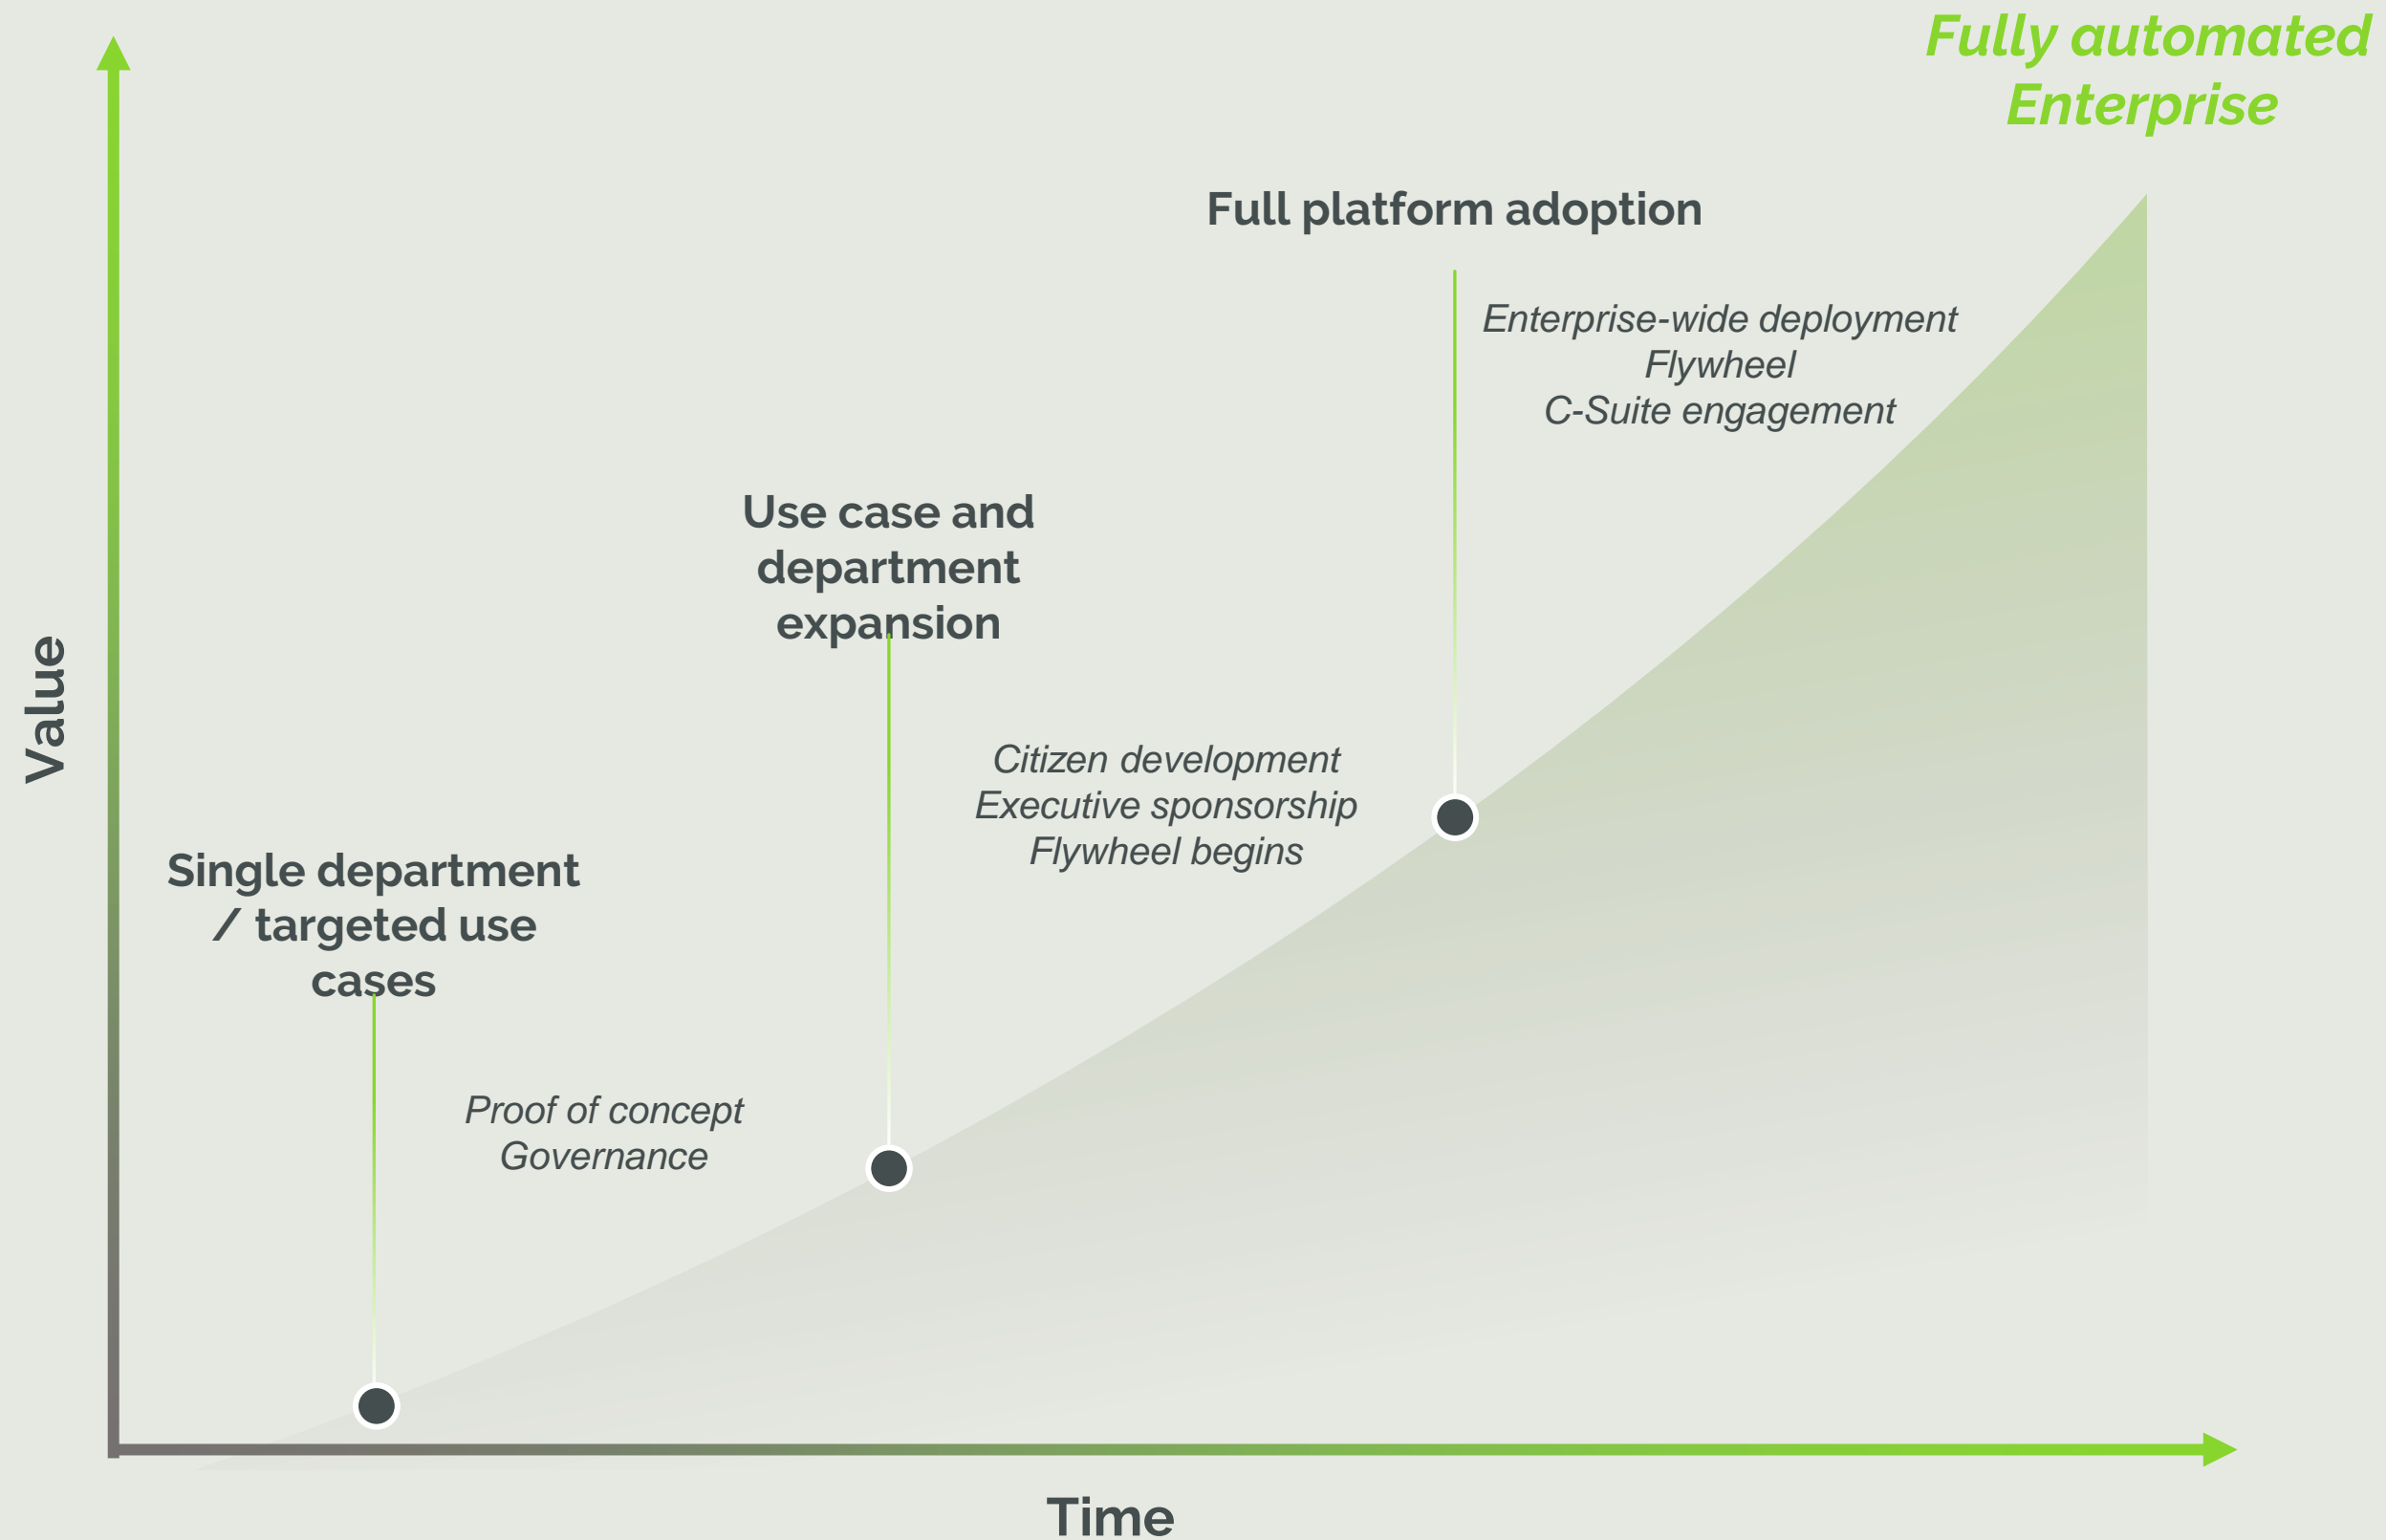 Fully automated
Enterprise
Full platform adoption
Enterprise-wide deployment
Flywheel
C-Suite engagement
Use case and
department
expansion
Value
Citizen development
Executive sponsorship
Flywheel begins
Single department
/ targeted use
cases
Proof of concept
Governance
Time